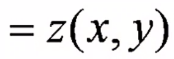 = z(x, y)